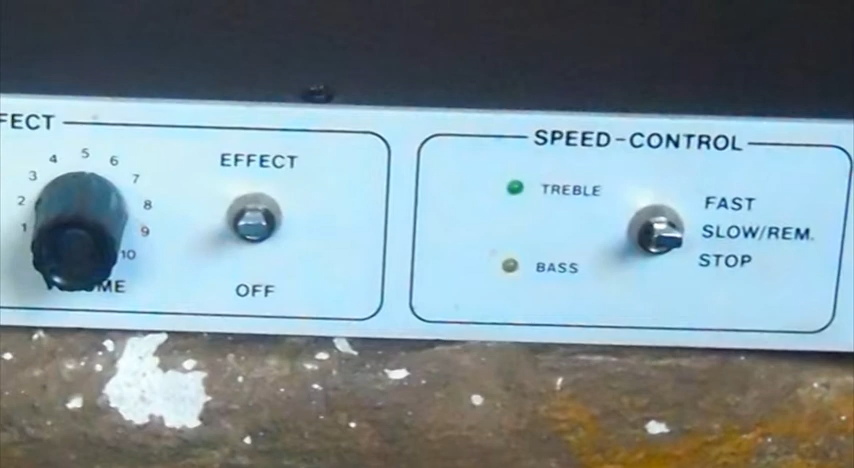 FECT
1
2
3
4
5
6
7
8
9
10
EFFECT
OFF
SPEED-CONTROL
TREBLE
BASS
FAST
SLOW/REM.
STOP